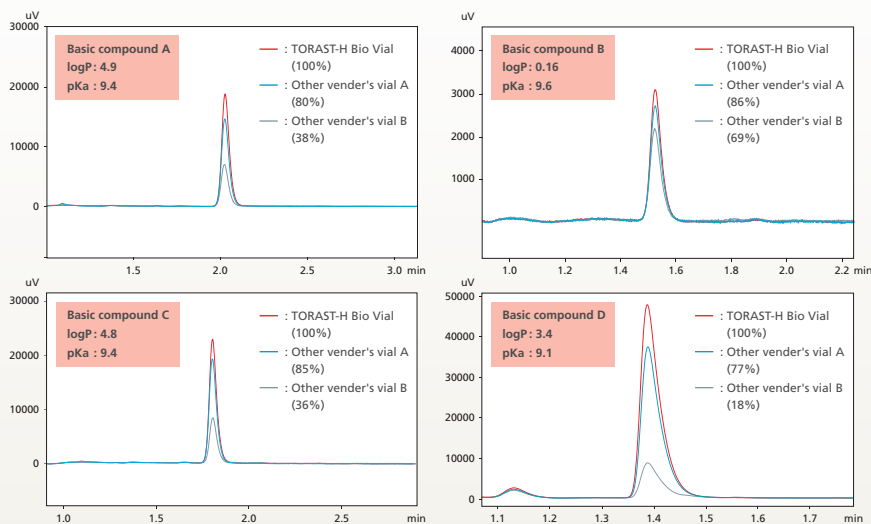 uV
30000
20000
10000
0
1.5
2.0
2.5
3.0
min
Basic compound A
logP: 4.9
pKa : 9.4
: TORAST-H Bio Vial
(100%)
: Other vender's vial A
(80%)
: Other vender's vial B
(38%)
uV
4000
3000
2000
1000
1.0
1.2
1.4
1.6
1.8
2.0
2.2
min
Basic compound B
logP: 0.16
pKa : 9.6
: TORAST-H Bio Vial
(100%)
: Other vender's vial A
(86%)
: Other vender's vial B
(69%)
uV
30000
20000
10000
0
1.0
1.5
2.0
2.5
min
Basic compound C
logP: 4.8
pKa : 9.4
: TORAST-H Bio Vial
(100%)
: Other vender's vial A
(85%)
: Other vender's vial B
(36%)
uV
50000
40000
30000
20000
10000
0
1.1
1.2
1.3
1.4
1.5
1.6
1.7
min
Basic compound D
logP: 3.4
pKa : 9.1
: TORAST-H Bio Vial
(100%)
: Other vender's vial A
(77%)
: Other vender's vial B
(18%)